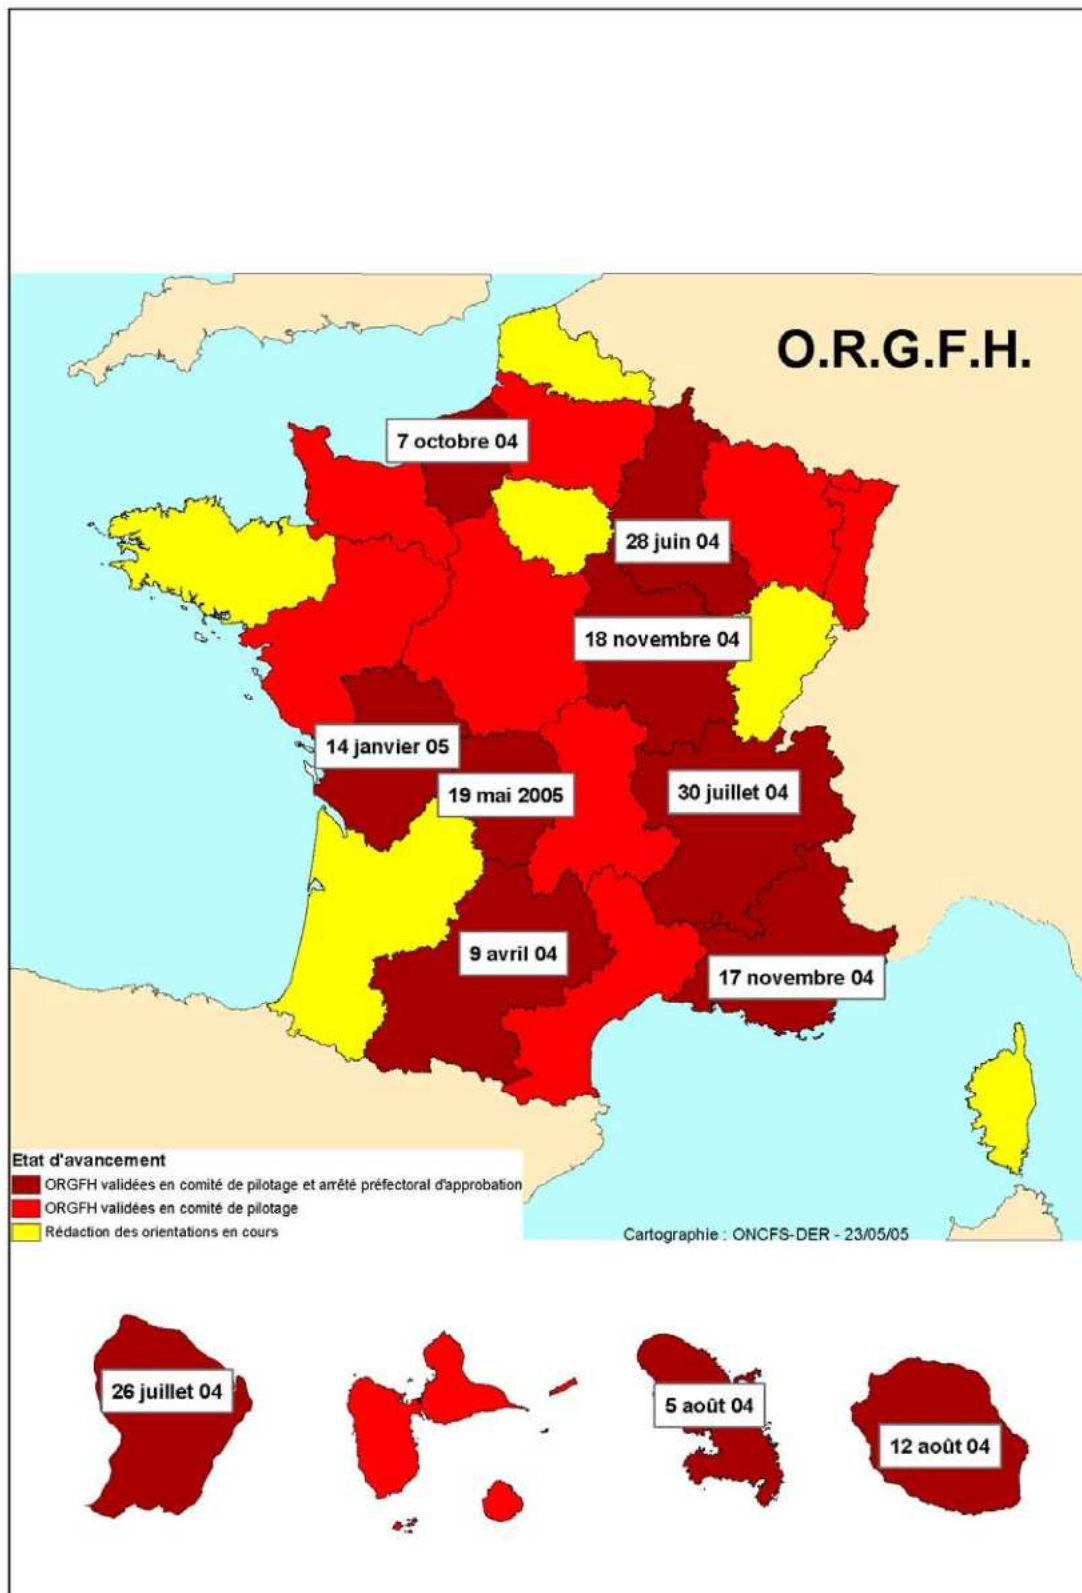 O.R.G.F.H.
7 octobre 04
28 juin 04
18 novembre 04
14 janvier 05
19 mai 2005
30 juillet 04
9 avril 04
17 novembre 04
Etat d'avancement
ORGFH validées en comité de pilotage et arrêté préfectoral d'approbation
ORGFH validées en comité de pilotage
Rédaction des orientations en cours
Cartographie : ONCFS-DER - 23/05/05
26 juillet 04
5 août 04
12 août 04